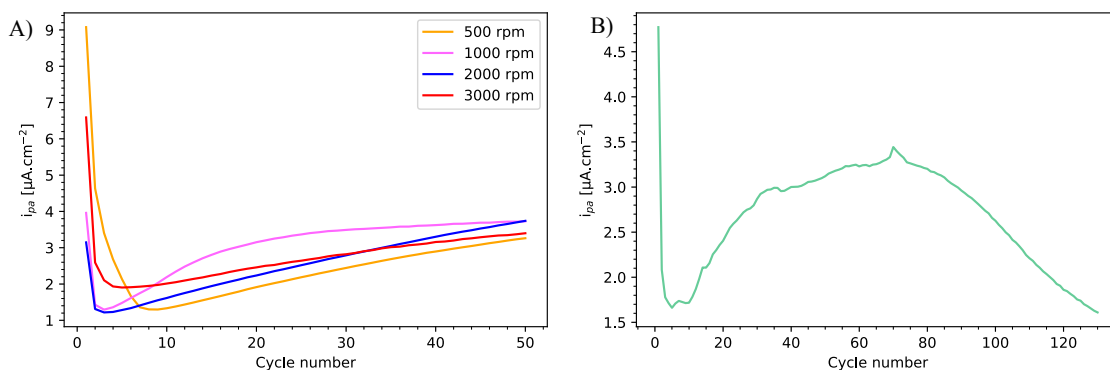 A)
9
8
7
6
5
4
3
2
1
i_pa [µA.cm⁻²]
0
10
20
30
40
50
Cycle number
500 rpm
1000 rpm
2000 rpm
3000 rpm
B)
4.5
4.0
3.5
3.0
2.5
2.0
1.5
i_pa [µA.cm⁻²]
0
20
40
60
80
100
120
Cycle number